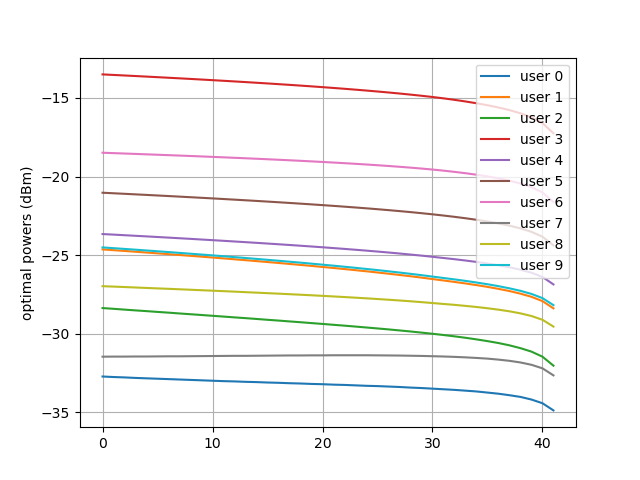 optimal powers (dBm)
−15
−20
−25
−30
−35
0
10
20
30
40
user 0
user 1
user 2
user 3
user 4
user 5
user 6
user 7
user 8
user 9